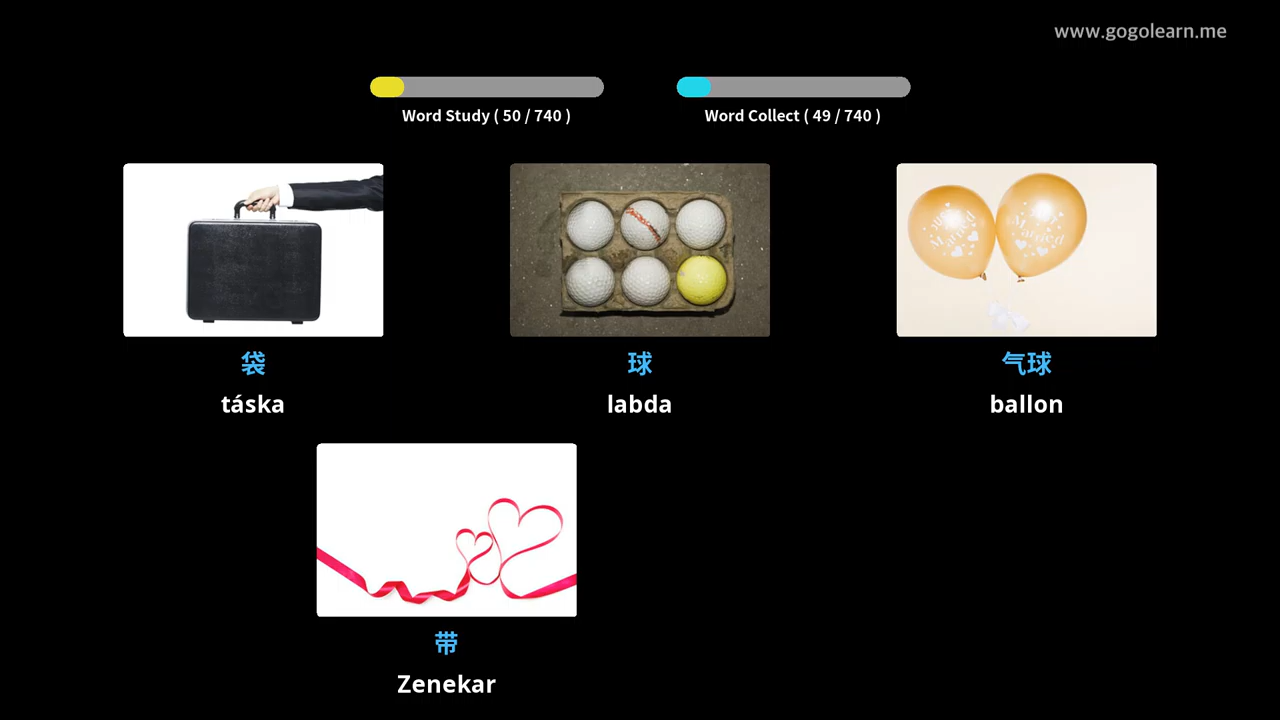 www.gogolearn.me
Word Study ( 50 / 740 )
Word Collect ( 49 / 740 )
袋
球
气球
táska
labda
ballon
带
Zenekar